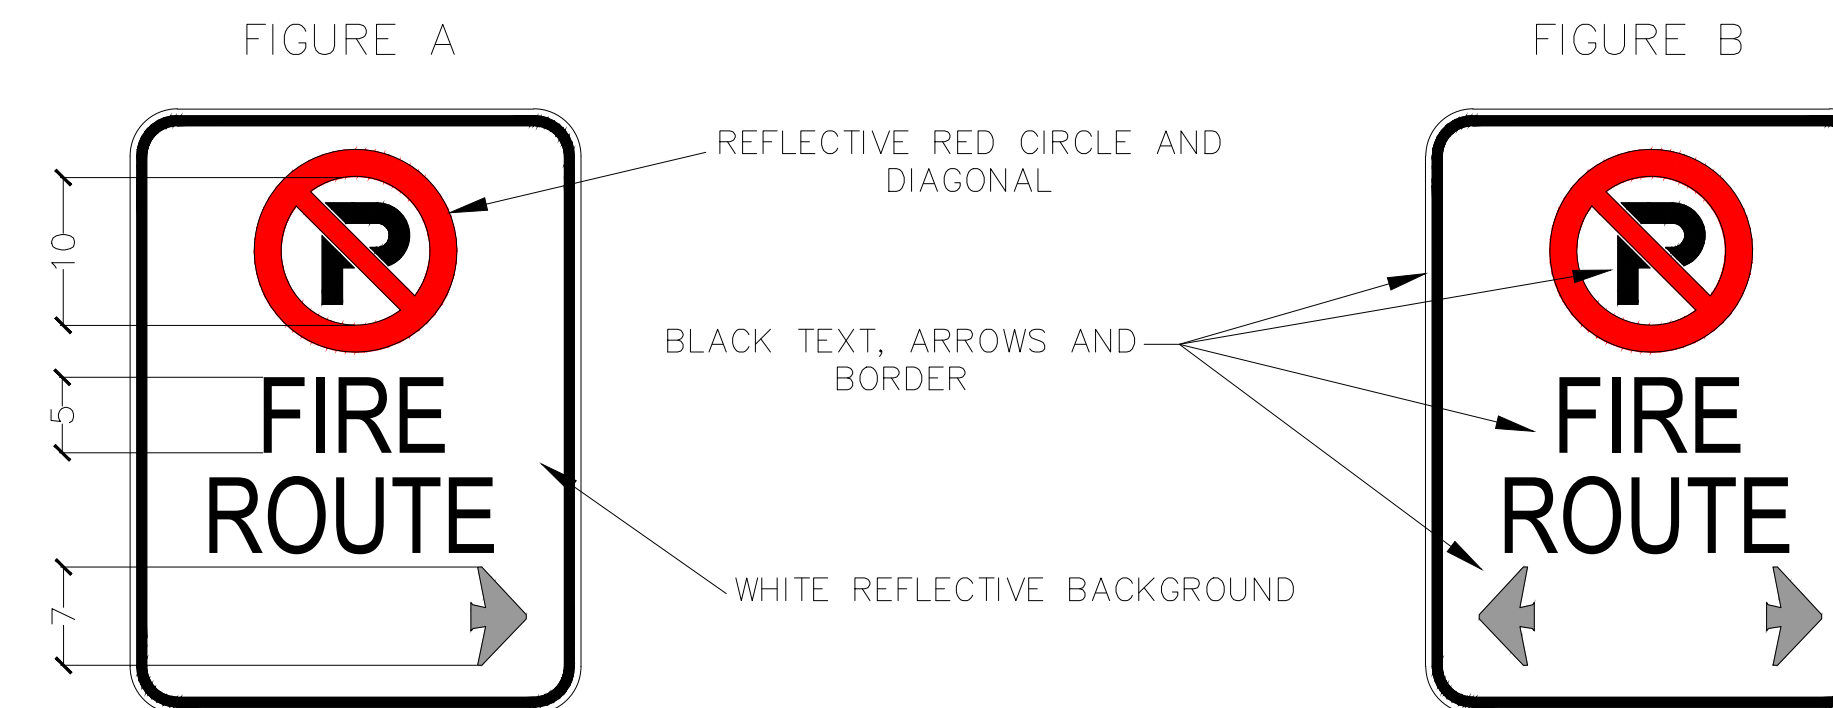 FIGURE A
FIGURE B
REFLECTIVE RED CIRCLE AND
DIAGONAL
10
P
P
BLACK TEXT, ARROWS AND
BORDER
5
FIRE
ROUTE
FIRE
ROUTE
WHITE REFLECTIVE BACKGROUND
7